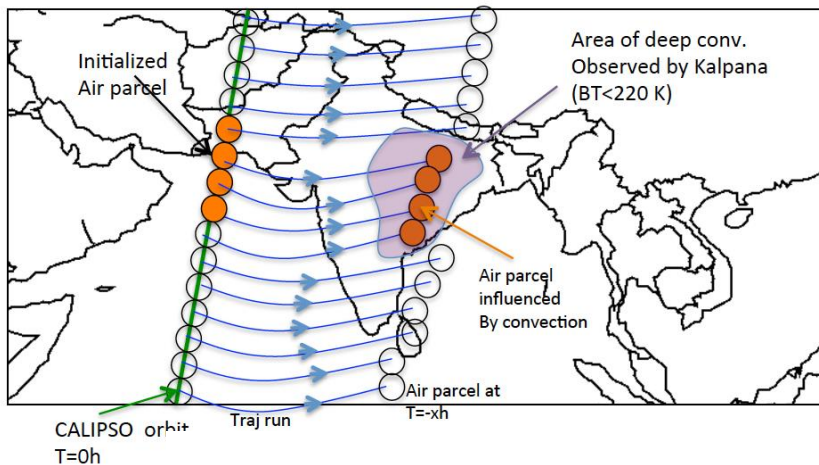 Initialized
Air parcel
Area of deep conv.
Observed by Kalpana
(BT<220 K)
Air parcel
influenced
By convection
Air parcel at
T=-xh
Traj run
CALIPSO orbit
T=0h